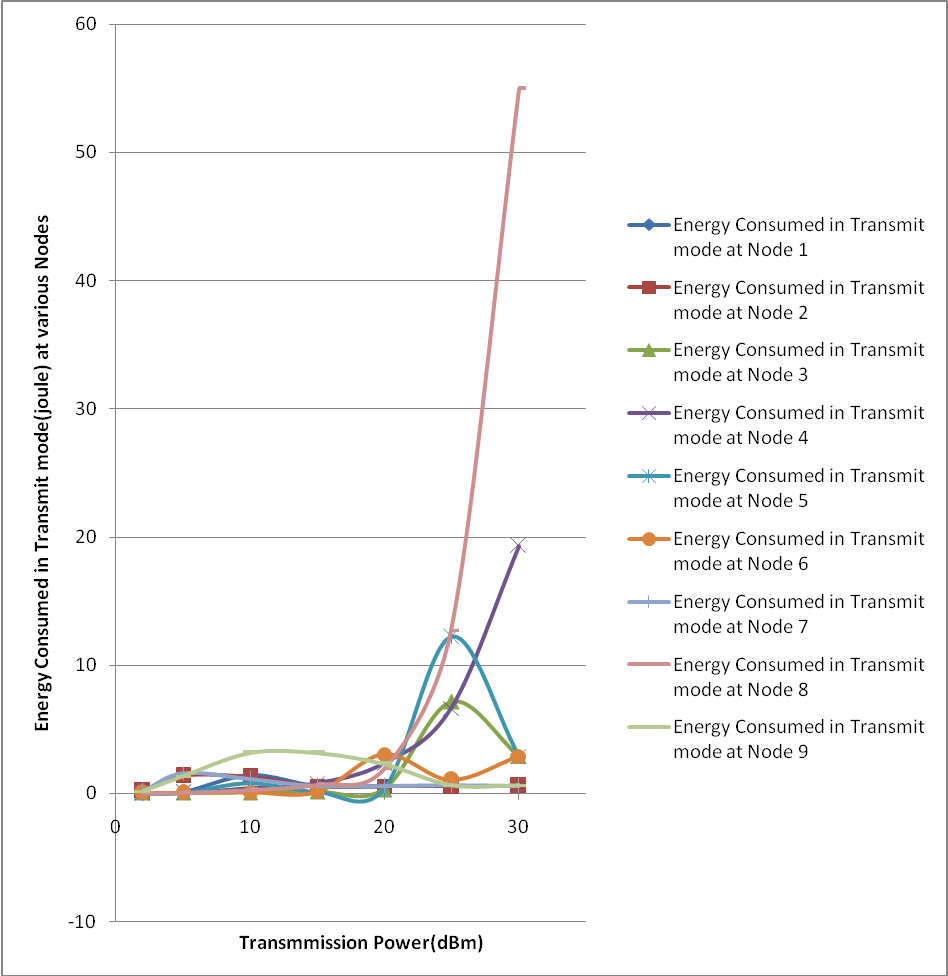 60
50
40
30
20
10
0
-10
0
10
20
30
Energy Consumed in Transmit mode(joule) at various Nodes
Transmmission Power(dBm)
Energy Consumed in Transmit
mode at Node 1
Energy Consumed in Transmit
mode at Node 2
Energy Consumed in Transmit
mode at Node 3
Energy Consumed in Transmit
mode at Node 4
Energy Consumed in Transmit
mode at Node 5
Energy Consumed in Transmit
mode at Node 6
Energy Consumed in Transmit
mode at Node 7
Energy Consumed in Transmit
mode at Node 8
Energy Consumed in Transmit
mode at Node 9